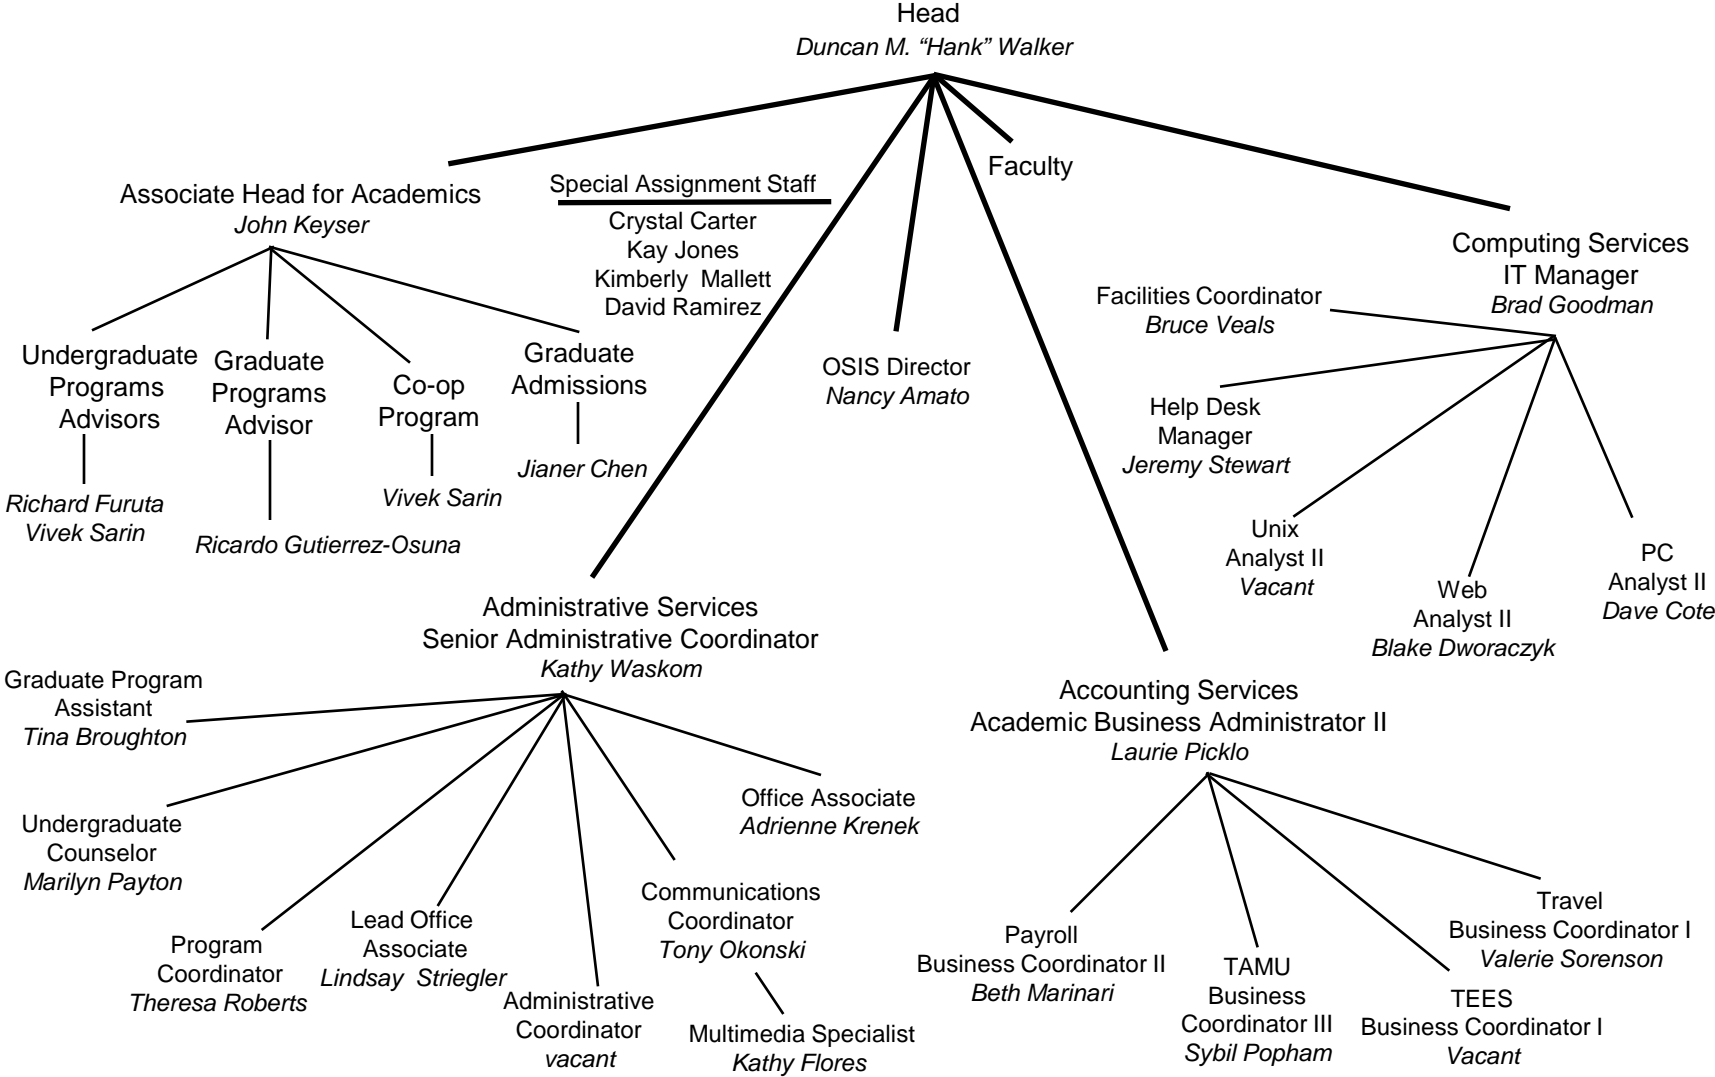 Head
Duncan M. “Hank” Walker
Faculty
Associate Head for Academics
John Keyser
Special Assignment Staff
Crystal Carter
Kay Jones
Kimberly Mallett
David Ramirez
Computing Services
IT Manager
Brad Goodman
Facilities Coordinator
Bruce Veals
Help Desk
Manager
Jeremy Stewart
Unix
Analyst II
Vacant
Web
Analyst II
Blake Dworaczyk
PC
Analyst II
Dave Cote
OSIS Director
Nancy Amato
Undergraduate
Programs
Advisors
Richard Furuta
Vivek Sarin
Graduate
Programs
Advisor
Ricardo Gutierrez-Osuna
Co-op
Program
Vivek Sarin
Graduate
Admissions
Jianer Chen
Administrative Services
Senior Administrative Coordinator
Kathy Waskom
Graduate Program
Assistant
Tina Broughton
Undergraduate
Counselor
Marilyn Payton
Program
Coordinator
Theresa Roberts
Lead Office
Associate
Lindsay Striegler
Administrative
Coordinator
vacant
Communications
Coordinator
Tony Okonski
Multimedia Specialist
Kathy Flores
Office Associate
Adrienne Krenek
Accounting Services
Academic Business Administrator II
Laurie Picklo
Payroll
Business Coordinator II
Beth Marinari
TAMU
Business
Coordinator III
Sybil Popham
TEES
Business Coordinator I
Vacant
Travel
Business Coordinator I
Valerie Sorenson